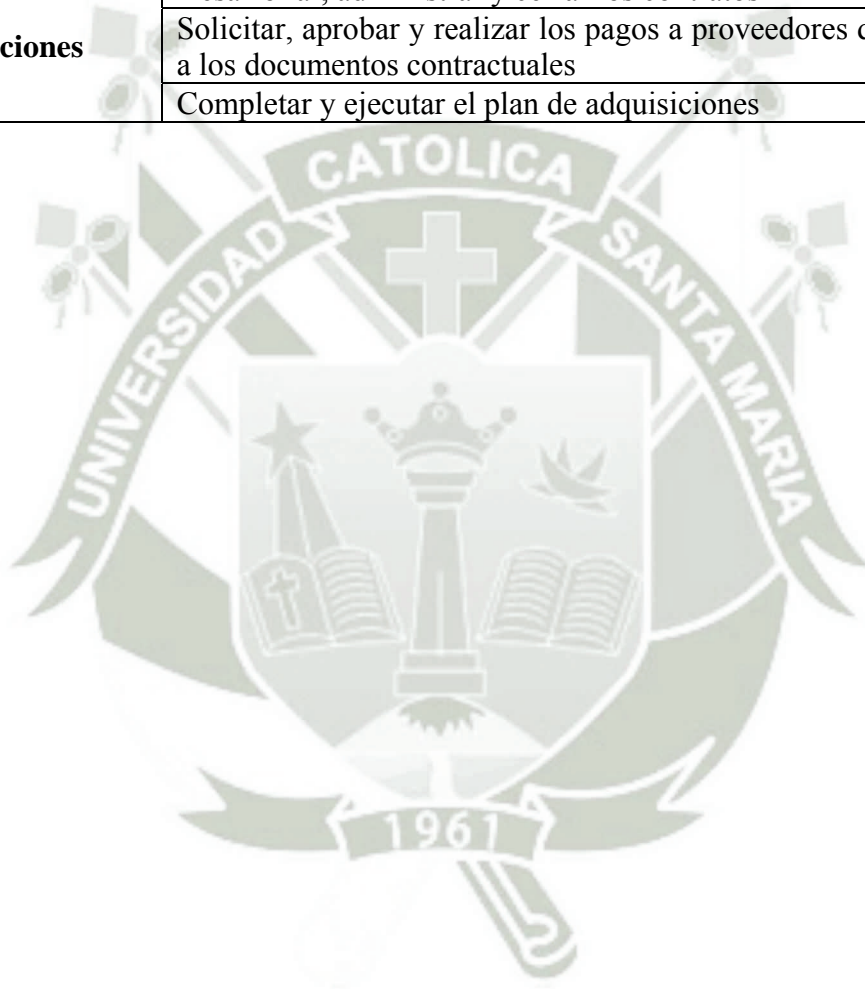 ciones
Solicitar, aprobar y realizar los pagos a proveedores
a los documentos contractuales
Completar y ejecutar el plan de adquisiciones
UNIVERSIDAD CATOLICA SANTA MARIA
1961